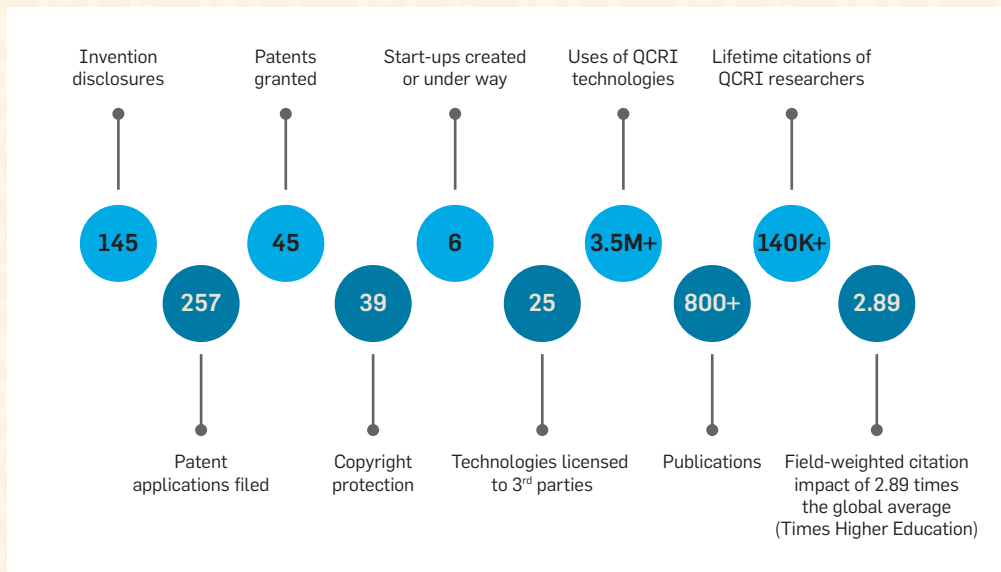 Invention
disclosures
Patents
granted
Start-ups created
or under way
Uses of QCRI
technologies
Lifetime citations of
QCRI researchers
145
45
6
3.5M+
140K+
257
39
25
800+
2.89
Patent
applications filed
Copyright
protection
Technologies licensed
to 3rd parties
Publications
Field-weighted citation
impact of 2.89 times
the global average
(Times Higher Education)